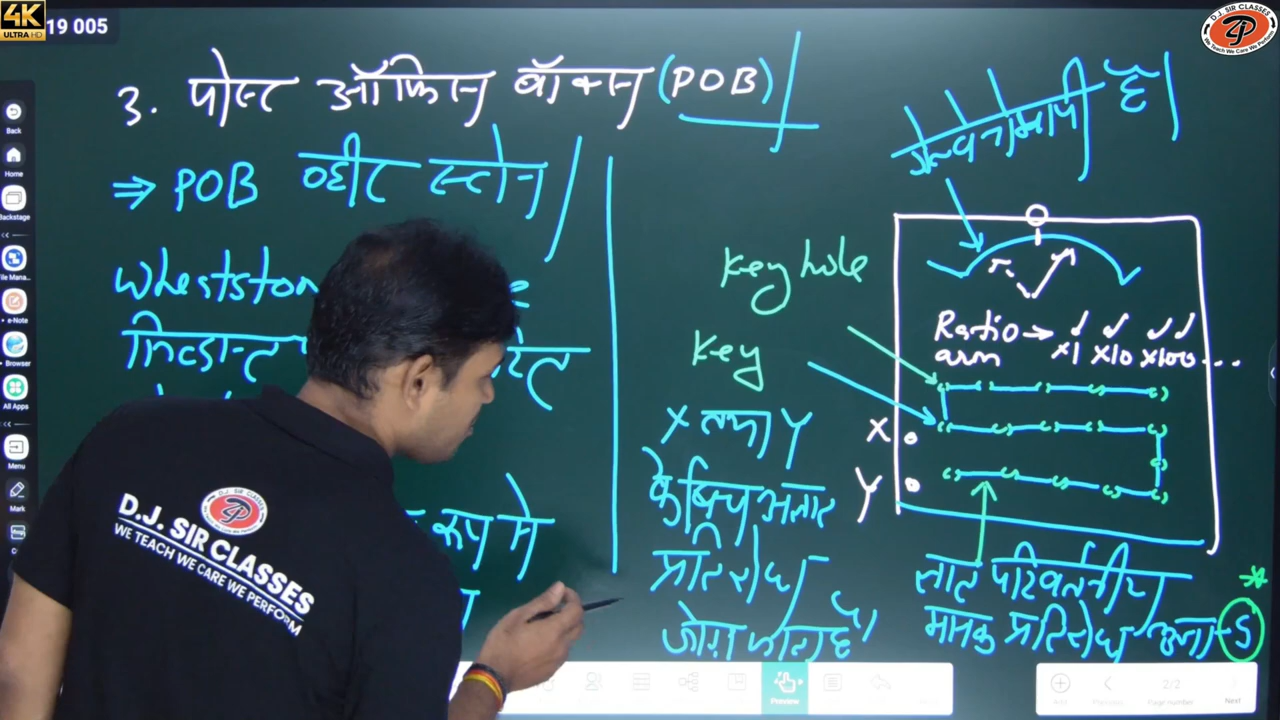 4K
ULTRA HD
19 005
D.J. SIR CLASSES
We Teach We Care We Perform
3. पोस्ट ऑफिस बॉक्स (POB)
⇒ POB व्हीट स्टोन
Wheatston
रूप में
है।
Key hole
Key
Ratio → ×1 ×10 ×100 ...
arm
X तथा Y
के बिच अज्ञात
प्रतिरोध
जोड़ा जाता है।
X
Y
ज्ञात परिवर्तनीय
मानक प्रतिरोध
S
D.J. SIR CLASSES
WE TEACH WE CARE WE PERFORM
Back
Home
Backstage
File Mana...
e-Note
Browser
All Apps
Menu
Mark
Preview
2/2
Page number
Next